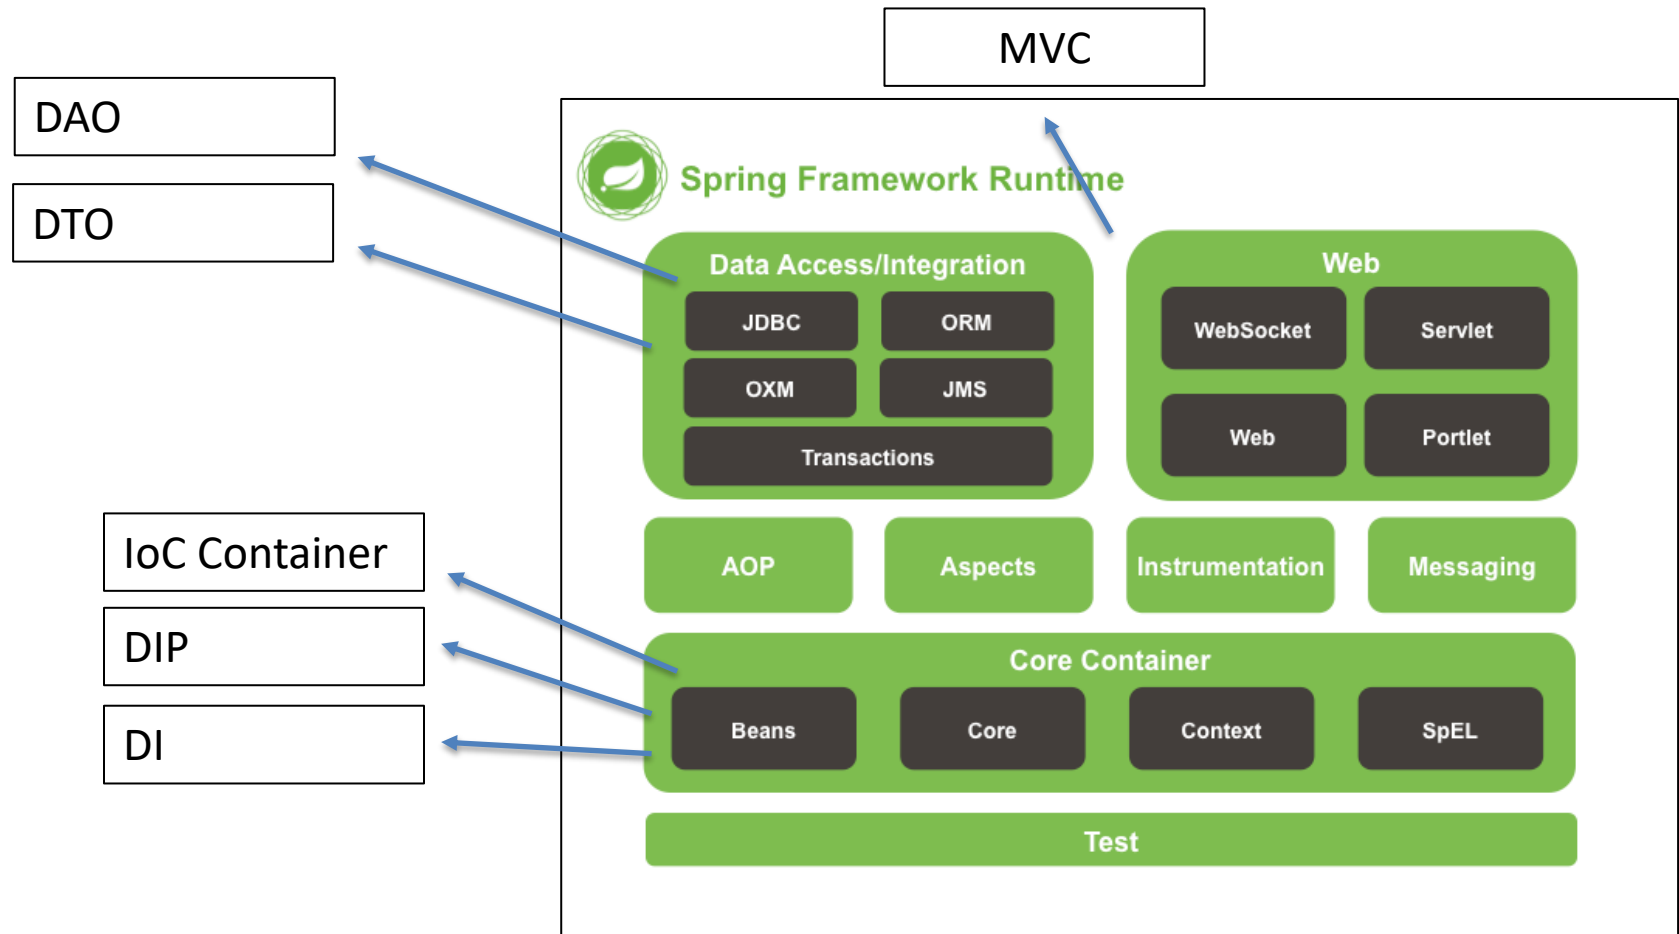 MVC
DAO
DTO
Spring Framework Runtime
Data Access/Integration
JDBC
ORM
OXM
JMS
Transactions
Web
WebSocket
Servlet
Web
Portlet
IoC Container
DIP
DI
AOP
Aspects
Instrumentation
Messaging
Core Container
Beans
Core
Context
SpEL
Test